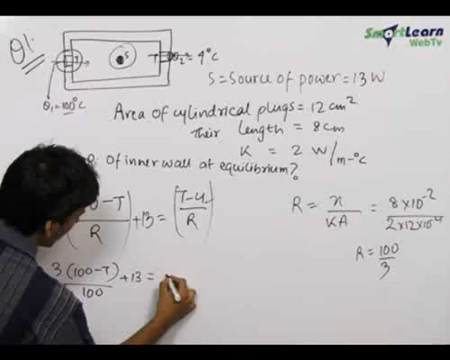 SmartLearn
WebTv
Q1:
T S T θ₂ = 4°C
θ₁ = 100°C
S = Source of power = 13 W
Area of cylindrical plugs = 12 cm²
Their length = 8 cm
K = 2 W/m-°C
of inner wall at equilibrium?
- T / R) + 13 = (T - 4 / R)
R = x / KA = 8 × 10⁻² / 2 × 12 × 10⁻⁴
R = 100 / 3
3 (100 - T) / 100 + 13 =